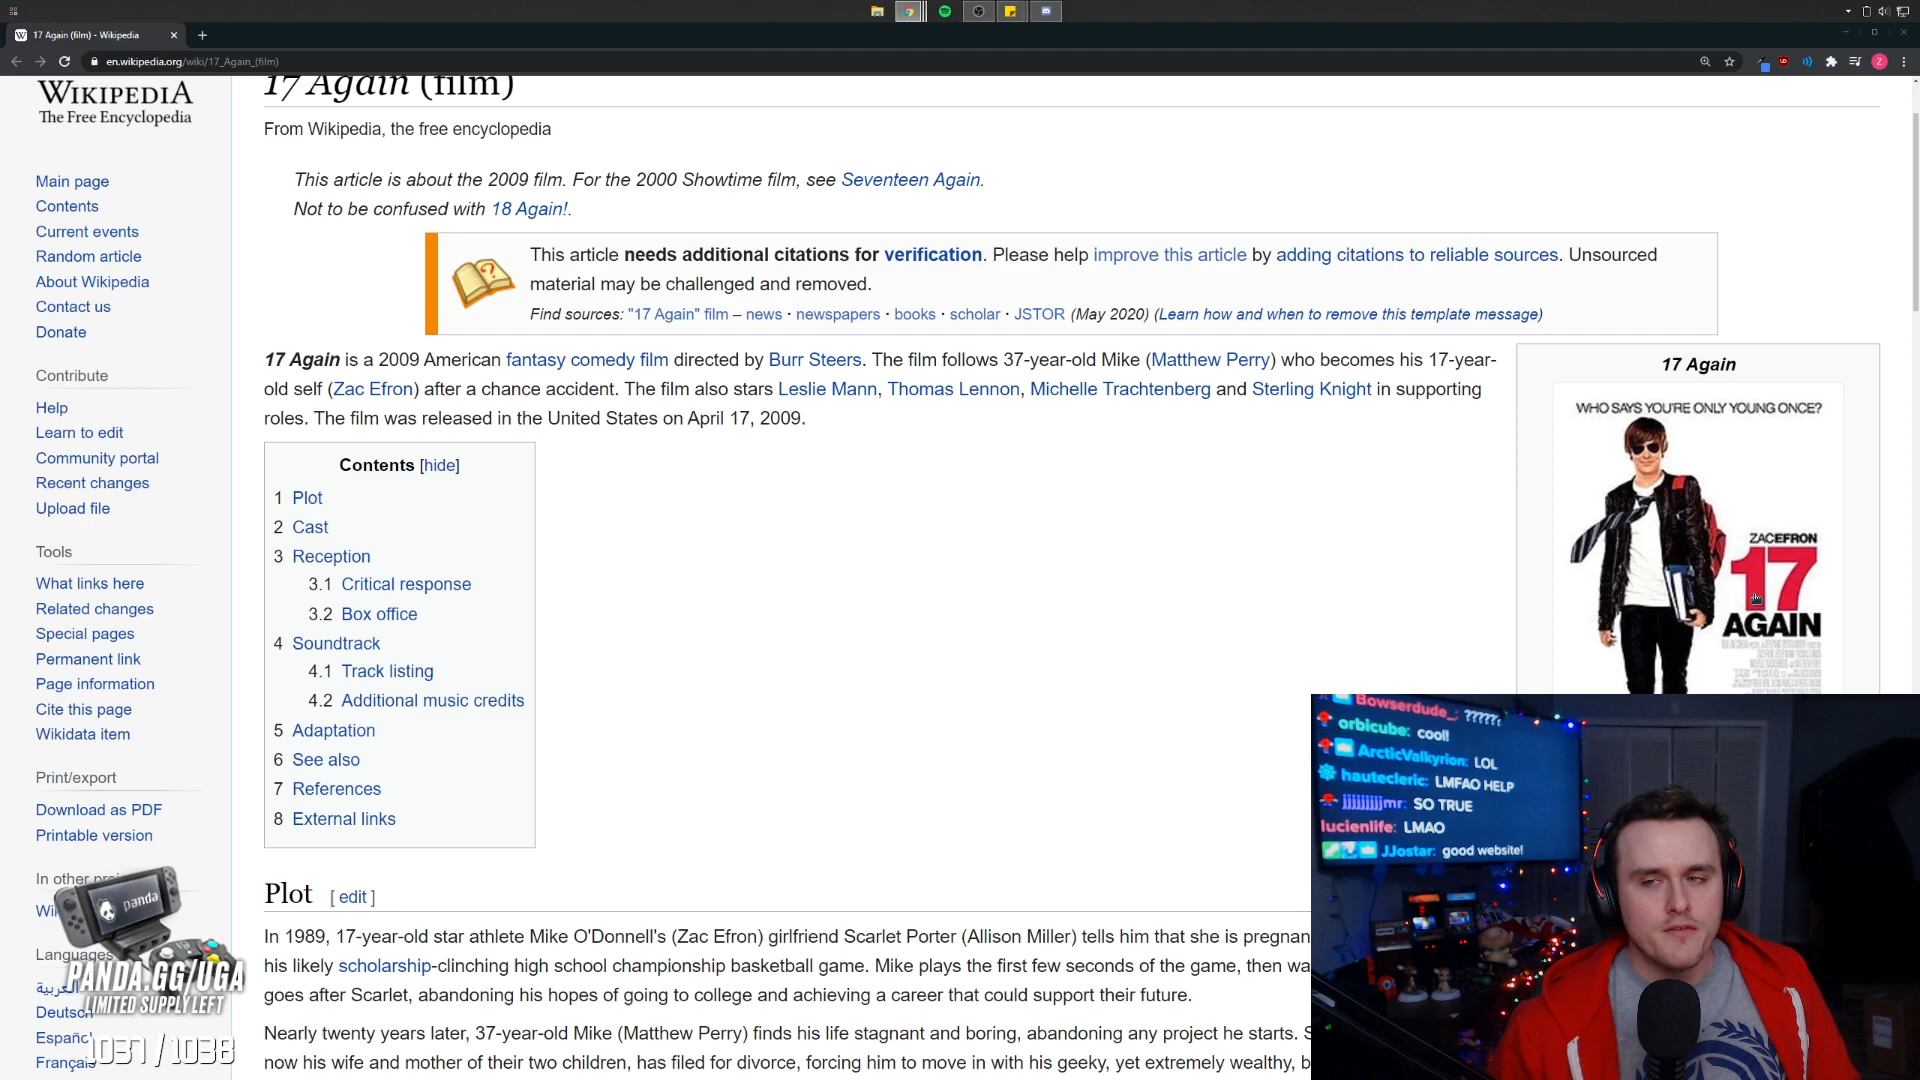 17 Again (film) - Wikipedia
en.wikipedia.org/wiki/17_Again_(film)
Z
WIKIPEDIA
The Free Encyclopedia
Main page
Contents
Current events
Random article
About Wikipedia
Contact us
Donate
Contribute
Help
Learn to edit
Community portal
Recent changes
Upload file
Tools
What links here
Related changes
Special pages
Permanent link
Page information
Cite this page
Wikidata item
Print/export
Download as PDF
Printable version
In other
Languages
العربية
Deutsch
Español
Français
panda
PANDA.GG/UGA
LIMITED SUPPLY LEFT
1037 / 1038
17 Again (film)
From Wikipedia, the free encyclopedia
This article is about the 2009 film. For the 2000 Showtime film, see Seventeen Again.
Not to be confused with 18 Again!.
This article needs additional citations for verification. Please help improve this article by adding citations to reliable sources. Unsourced
material may be challenged and removed.
Find sources: "17 Again" film – news · newspapers · books · scholar · JSTOR (May 2020) (Learn how and when to remove this template message)
17 Again is a 2009 American fantasy comedy film directed by Burr Steers. The film follows 37-year-old Mike (Matthew Perry) who becomes his 17-year-
old self (Zac Efron) after a chance accident. The film also stars Leslie Mann, Thomas Lennon, Michelle Trachtenberg and Sterling Knight in supporting
roles. The film was released in the United States on April 17, 2009.
Contents [hide]
1 Plot
2 Cast
3 Reception
3.1 Critical response
3.2 Box office
4 Soundtrack
4.1 Track listing
4.2 Additional music credits
5 Adaptation
6 See also
7 References
8 External links
17 Again
WHO SAYS YOU'RE ONLY YOUNG ONCE?
ZACEFRON
17
AGAIN
Plot [ edit ]
In 1989, 17-year-old star athlete Mike O'Donnell's (Zac Efron) girlfriend Scarlet Porter (Allison Miller) tells him that she is pregnan
his likely scholarship-clinching high school championship basketball game. Mike plays the first few seconds of the game, then wa
goes after Scarlet, abandoning his hopes of going to college and achieving a career that could support their future.
Nearly twenty years later, 37-year-old Mike (Matthew Perry) finds his life stagnant and boring, abandoning any project he starts. S
now his wife and mother of their two children, has filed for divorce, forcing him to move in with his geeky, yet extremely wealthy, b
Bowserdude_: ?????
orbicube: cool!
ArcticValkyrion: LOL
hautecleric: LMFAO HELP
jjjjjjjjjmr: SO TRUE
lucienlife: LMAO
JJostar: good website!